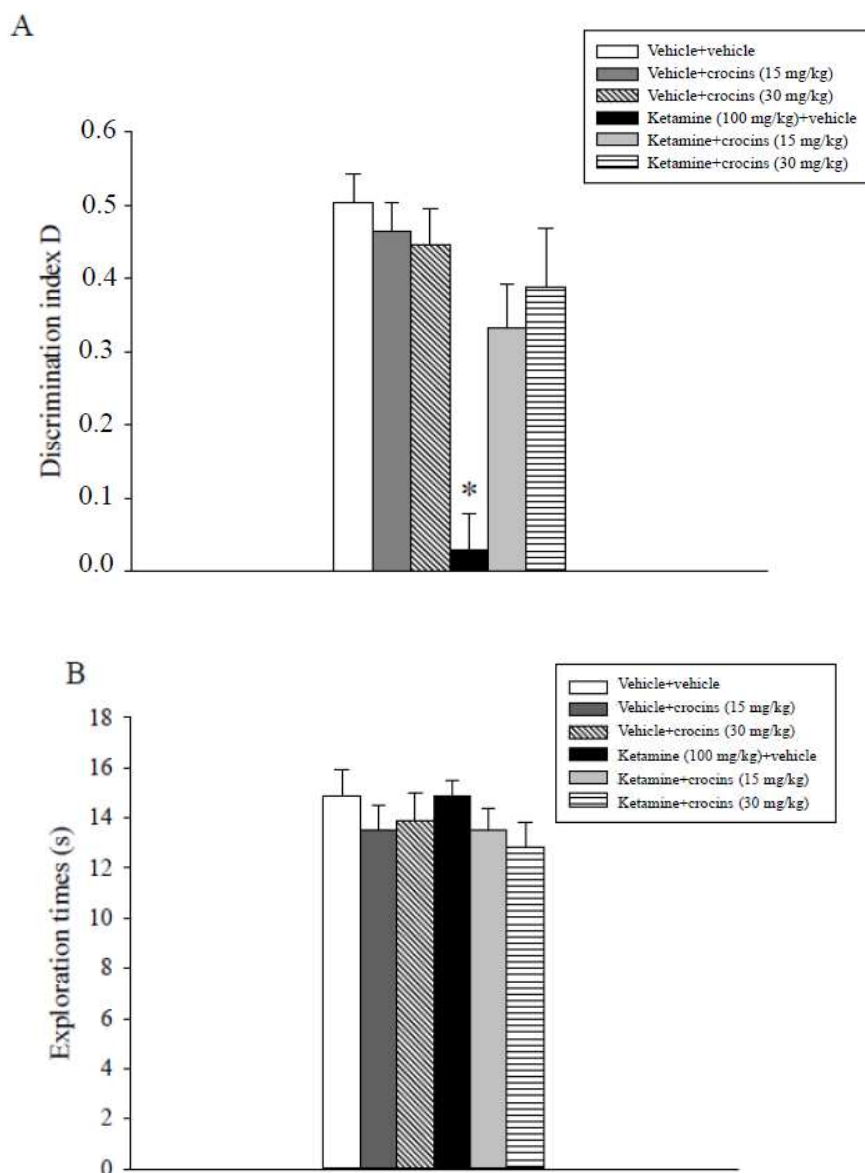 A
Vehicle+vehicle
Vehicle+crocins (15 mg/kg)
Vehicle+crocins (30 mg/kg)
Ketamine (100 mg/kg)+vehicle
Ketamine+crocins (15 mg/kg)
Ketamine+crocins (30 mg/kg)
Discrimination index D
0.6
0.5
0.4
0.3
0.2
0.1
0.0
*
B
Vehicle+vehicle
Vehicle+crocins (15 mg/kg)
Vehicle+crocins (30 mg/kg)
Ketamine (100 mg/kg)+vehicle
Ketamine+crocins (15 mg/kg)
Ketamine+crocins (30 mg/kg)
Exploration times (s)
18
16
14
12
10
8
6
4
2
0